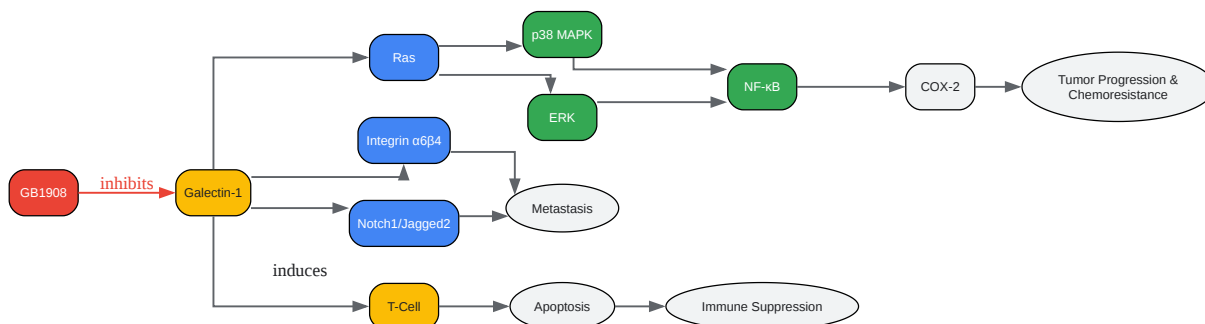 p38 MAPK
Ras
Tumor Progression &
Chemoresistance
NF-κB
COX-2
ERK
Integrin α6β4
GB1908
inhibits
Galectin-1
Metastasis
Notch1/Jagged2
induces
T-Cell
Apoptosis
Immune Suppression